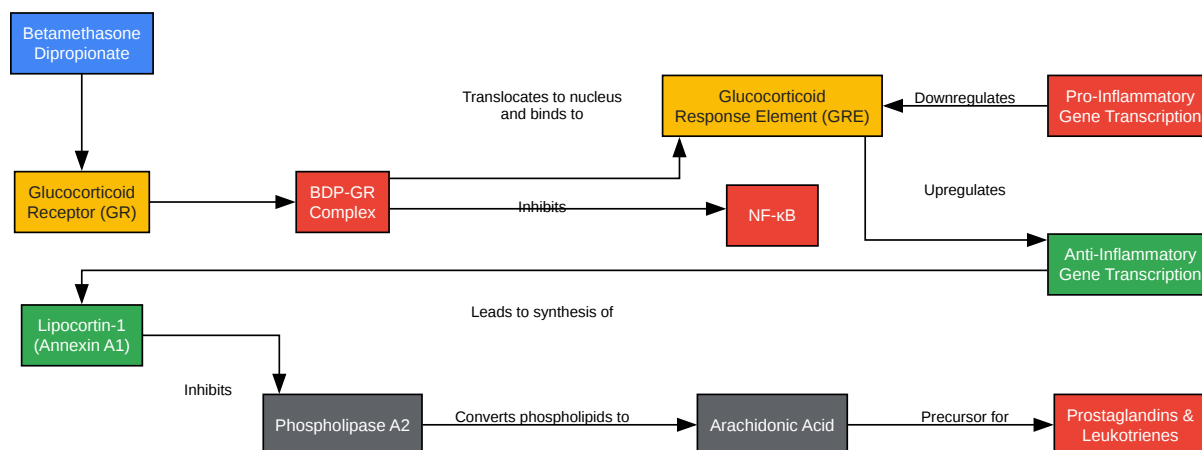 Betamethasone
Dipropionate
Translocates to nucleus
and binds to
Glucocorticoid
Response Element (GRE)
Downregulates
Pro-Inflammatory
Gene Transcription
Glucocorticoid
Receptor (GR)
BDP-GR
Complex
Inhibits
NF-κB
Upregulates
Anti-Inflammatory
Gene Transcription
Leads to synthesis of
Lipocortin-1
(Annexin A1)
Inhibits
Phospholipase A2
Converts phospholipids to
Arachidonic Acid
Precursor for
Prostaglandins &
Leukotrienes